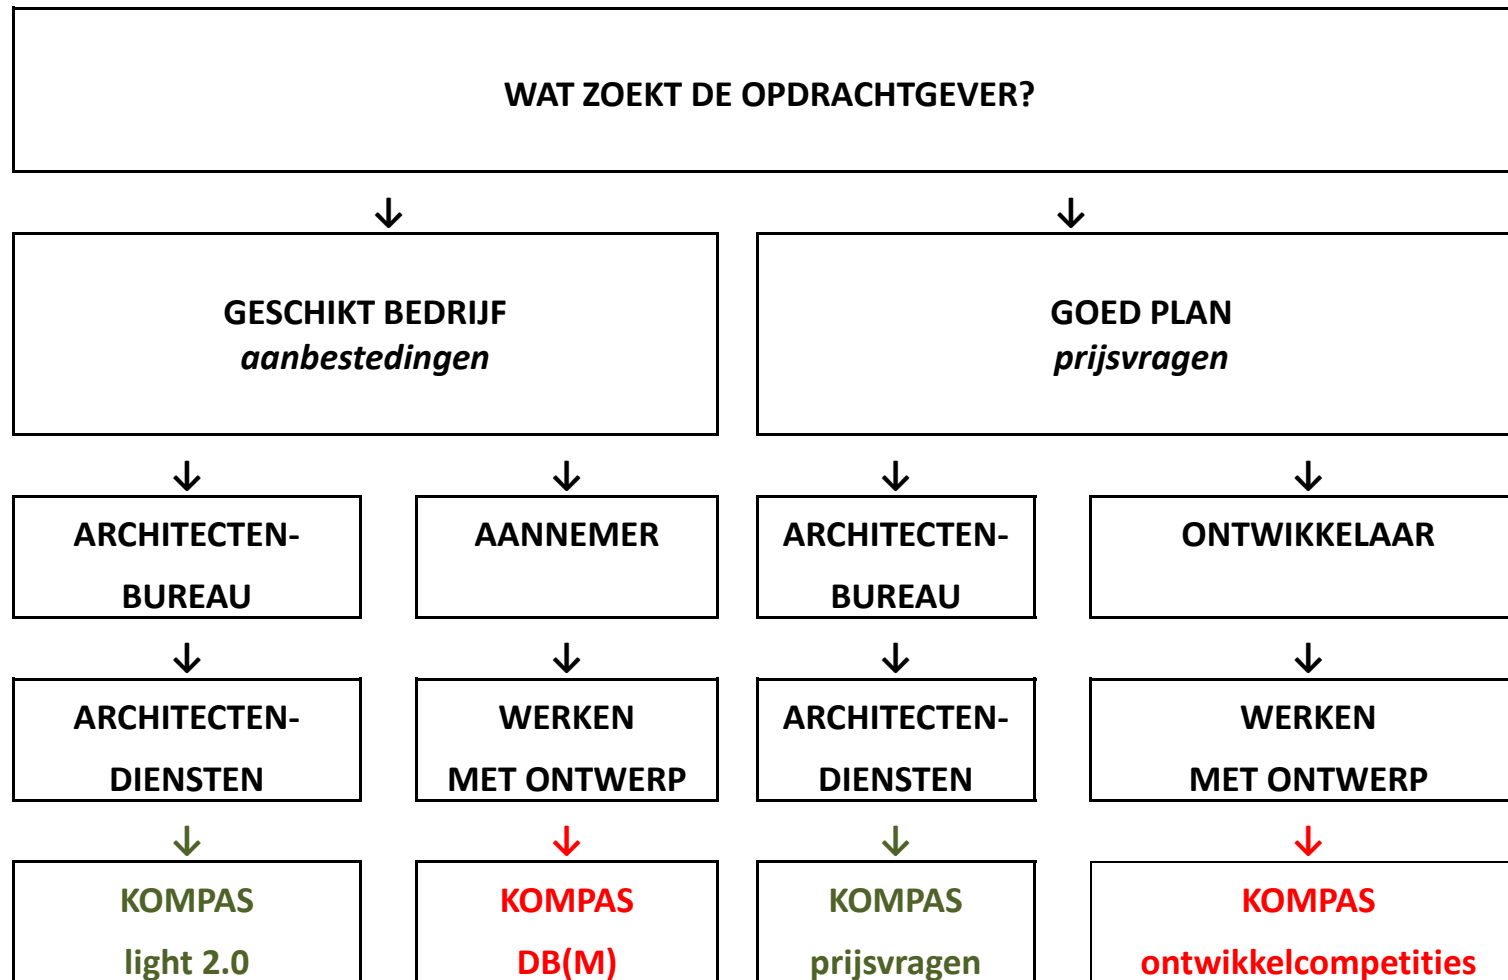 WAT ZOEKT DE OPDRACHTGEVER?
↓ ↓
GESCHIKT BEDRIJF
aanbestedingen
GOED PLAN
prijsvragen
↓ ↓ ↓ ↓
ARCHITECTEN-
BUREAU
AANNEMER
ARCHITECTEN-
BUREAU
ONTWIKKELAAR
↓ ↓ ↓ ↓
ARCHITECTEN-
DIENSTEN
WERKEN
MET ONTWERP
ARCHITECTEN-
DIENSTEN
WERKEN
MET ONTWERP
↓ ↓ ↓ ↓
KOMPAS
light 2.0
KOMPAS
DB(M)
KOMPAS
prijsvragen
KOMPAS
ontwikkelcompetities